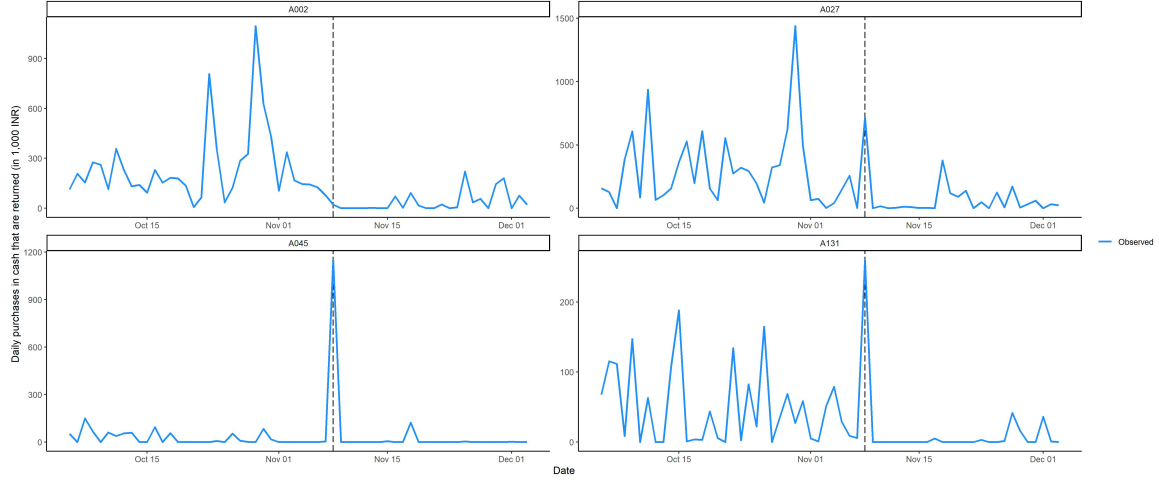 A002
A027
Daily purchases in cash that are returned (in 1,000 INR)
900
600
300
0
Oct 15
Nov 01
Nov 15
Dec 01
1500
1000
500
0
Oct 15
Nov 01
Nov 15
Dec 01
A045
A131
1200
900
600
300
0
Oct 15
Nov 01
Nov 15
Dec 01
200
100
0
Oct 15
Nov 01
Nov 15
Dec 01
Observed
Date